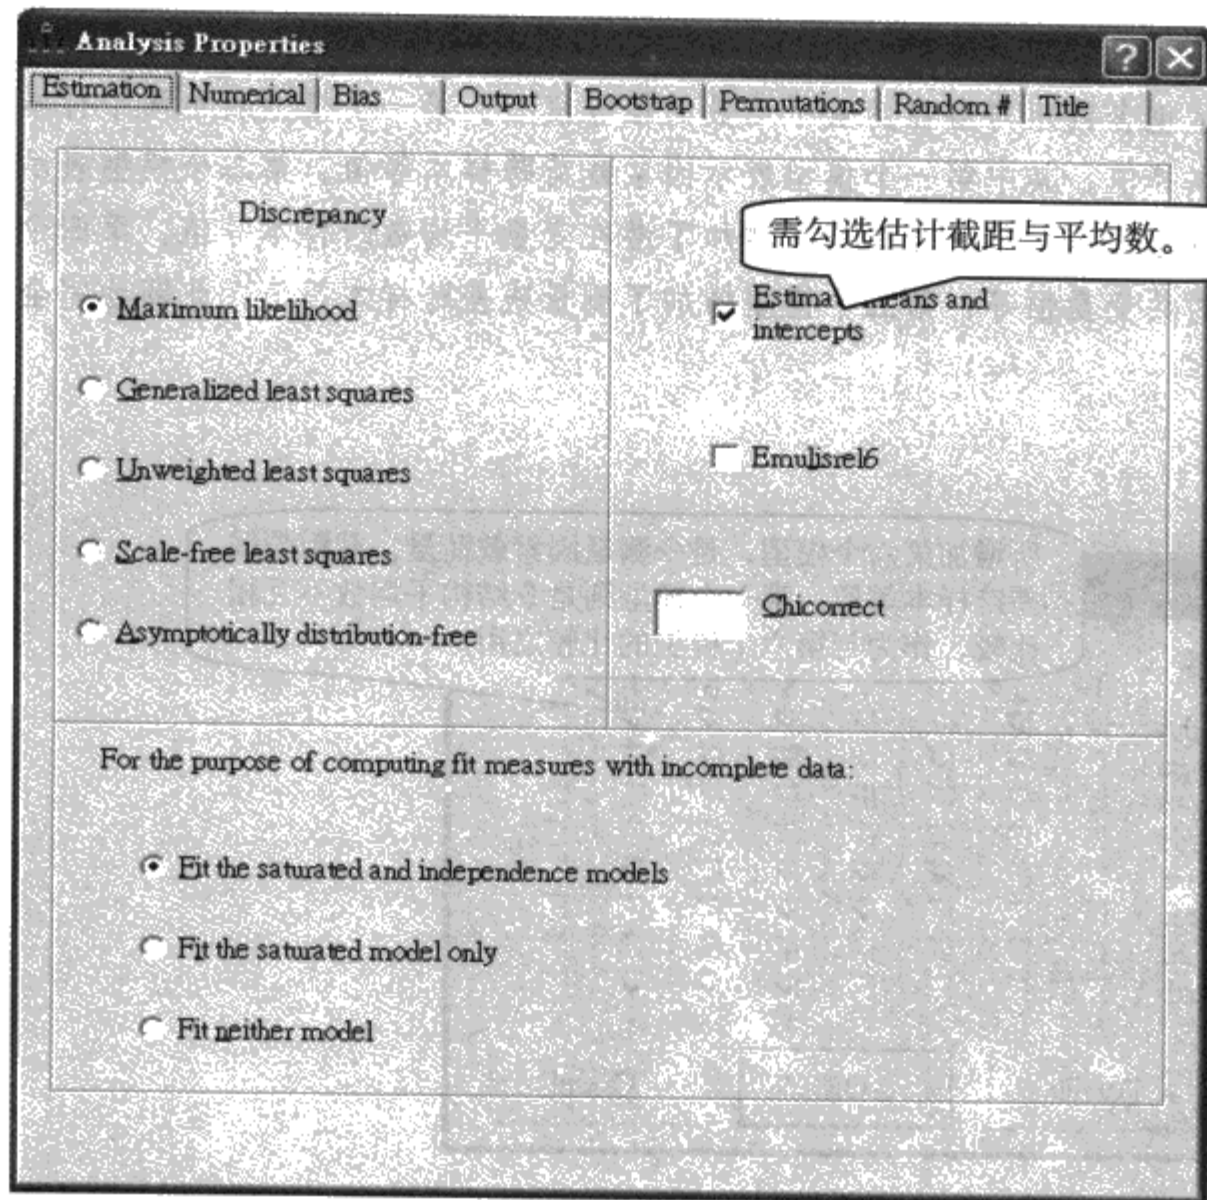 Analysis Properties
Estimation Numerical Bias Output Bootstrap Permutations Random # Title
Discrepancy
需勾选估计截距与平均数。
Maximum likelihood
Estimate means and
intercepts
Generalized least squares
Emulisrel6
Unweighted least squares
Scale-free least squares
Chicorrect
Asymptotically distribution-free
For the purpose of computing fit measures with incomplete data:
Fit the saturated and independence models
Fit the saturated model only
Fit neither model